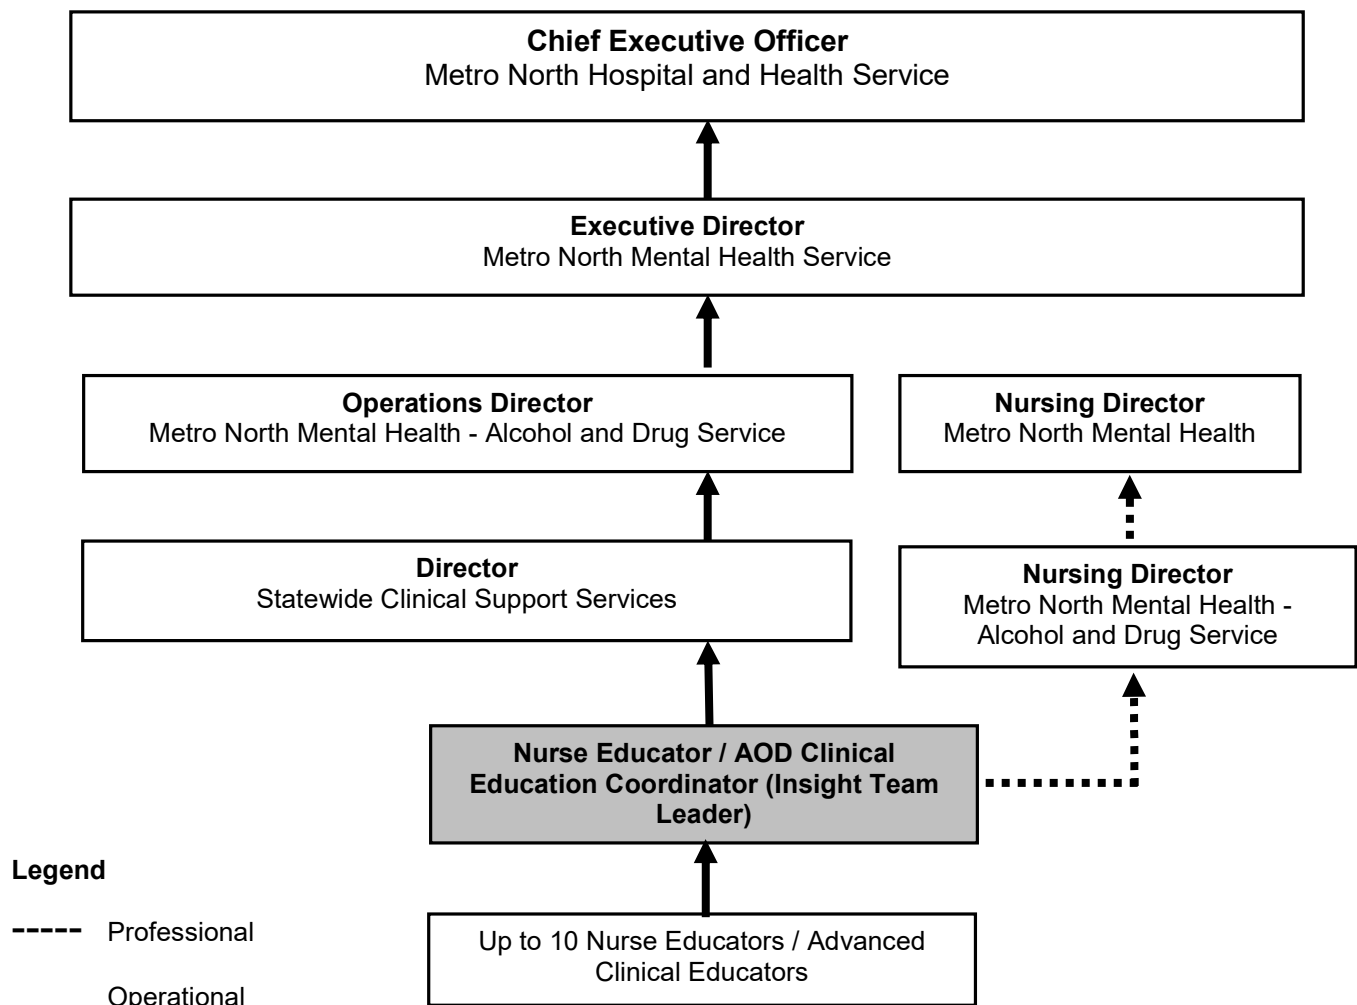 Chief Executive Officer
Metro North Hospital and Health Service
Executive Director
Metro North Mental Health Service
Operations Director
Metro North Mental Health - Alcohol and Drug Service
Nursing Director
Metro North Mental Health
Director
Statewide Clinical Support Services
Nursing Director
Metro North Mental Health -
Alcohol and Drug Service
Nurse Educator / AOD Clinical
Education Coordinator (Insight Team
Leader)
Legend
Professional
Operational
Up to 10 Nurse Educators / Advanced
Clinical Educators